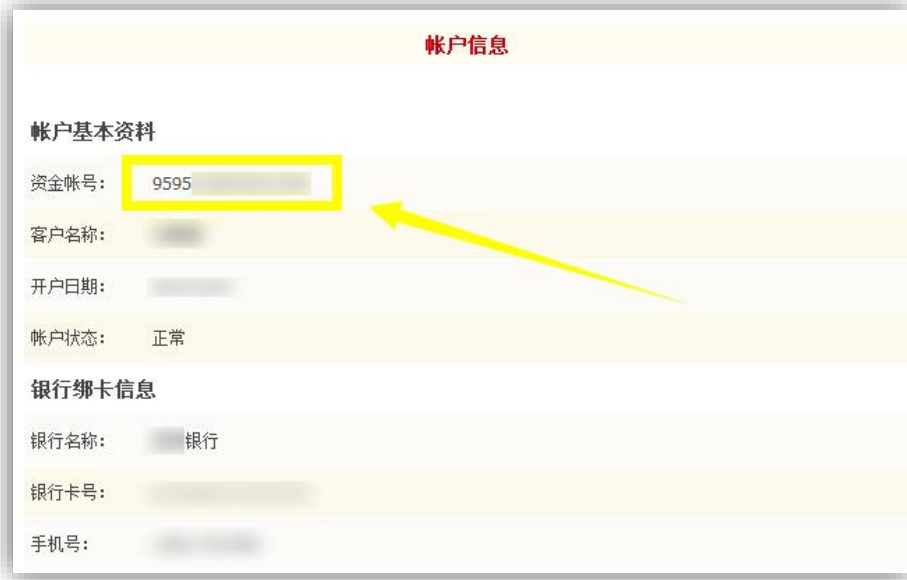 帐户信息
帐户基本资料
资金帐号： 9595
客户名称：
开户日期：
帐户状态： 正常
银行绑卡信息
银行名称： 银行
银行卡号：
手机号：